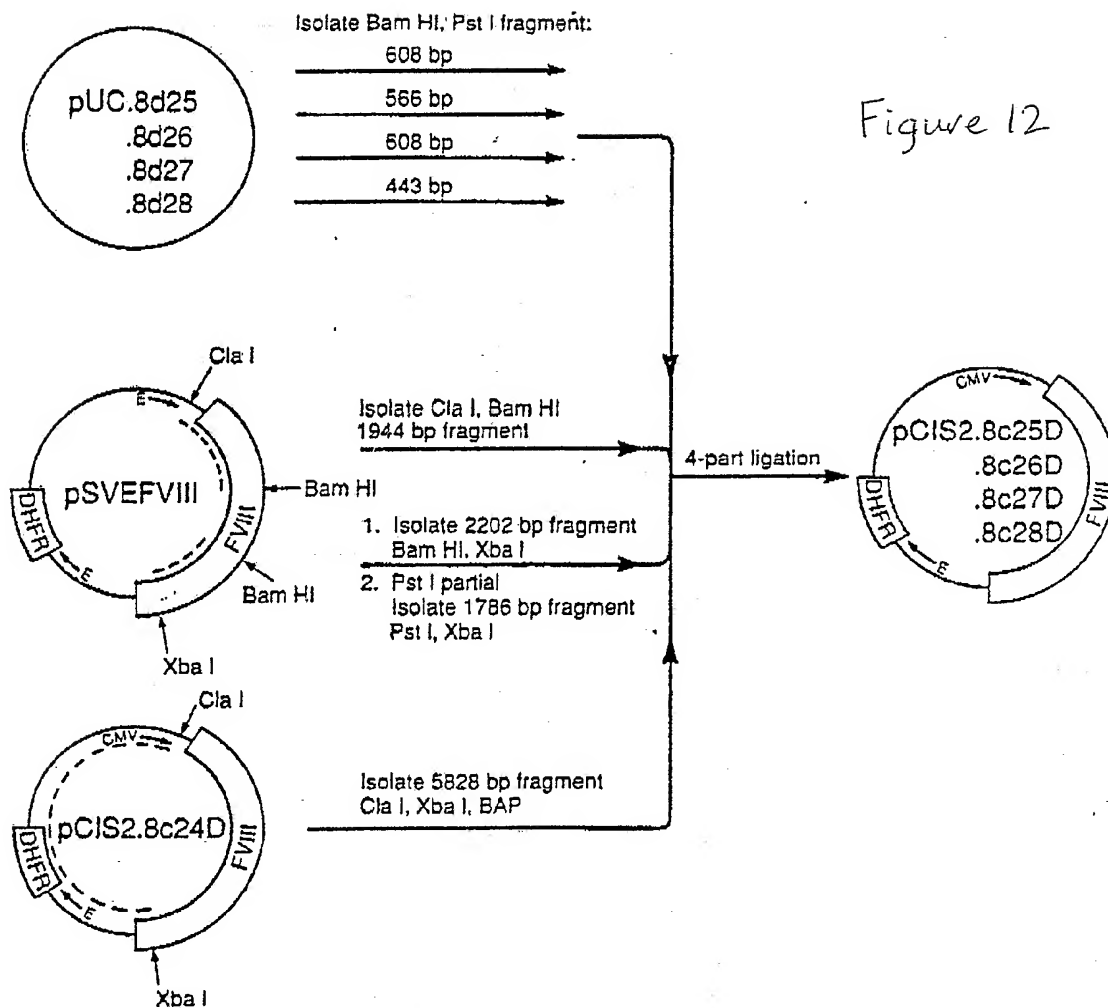 Isolate Bam HI, Pst I fragment:
608 bp
566 bp
608 bp
443 bp
pUC.8d25
.8d26
.8d27
.8d28
Figure 12
Cla I
E
pSVEFVIII
DHFR
E
FVIII
Bam HI
Bam HI
Xba I
Isolate Cla I, Bam HI
1944 bp fragment
1. Isolate 2202 bp fragment
Bam HI, Xba I
2. Pst I partial
Isolate 1786 bp fragment
Pst I, Xba I
4-part ligation
CMV
pCIS2.8c25D
.8c26D
.8c27D
.8c28D
DHFR
E
FVIII
Cla I
CMV
pCIS2.8c24D
DHFR
E
FVIII
Xba I
Isolate 5828 bp fragment
Cla I, Xba I, BAP